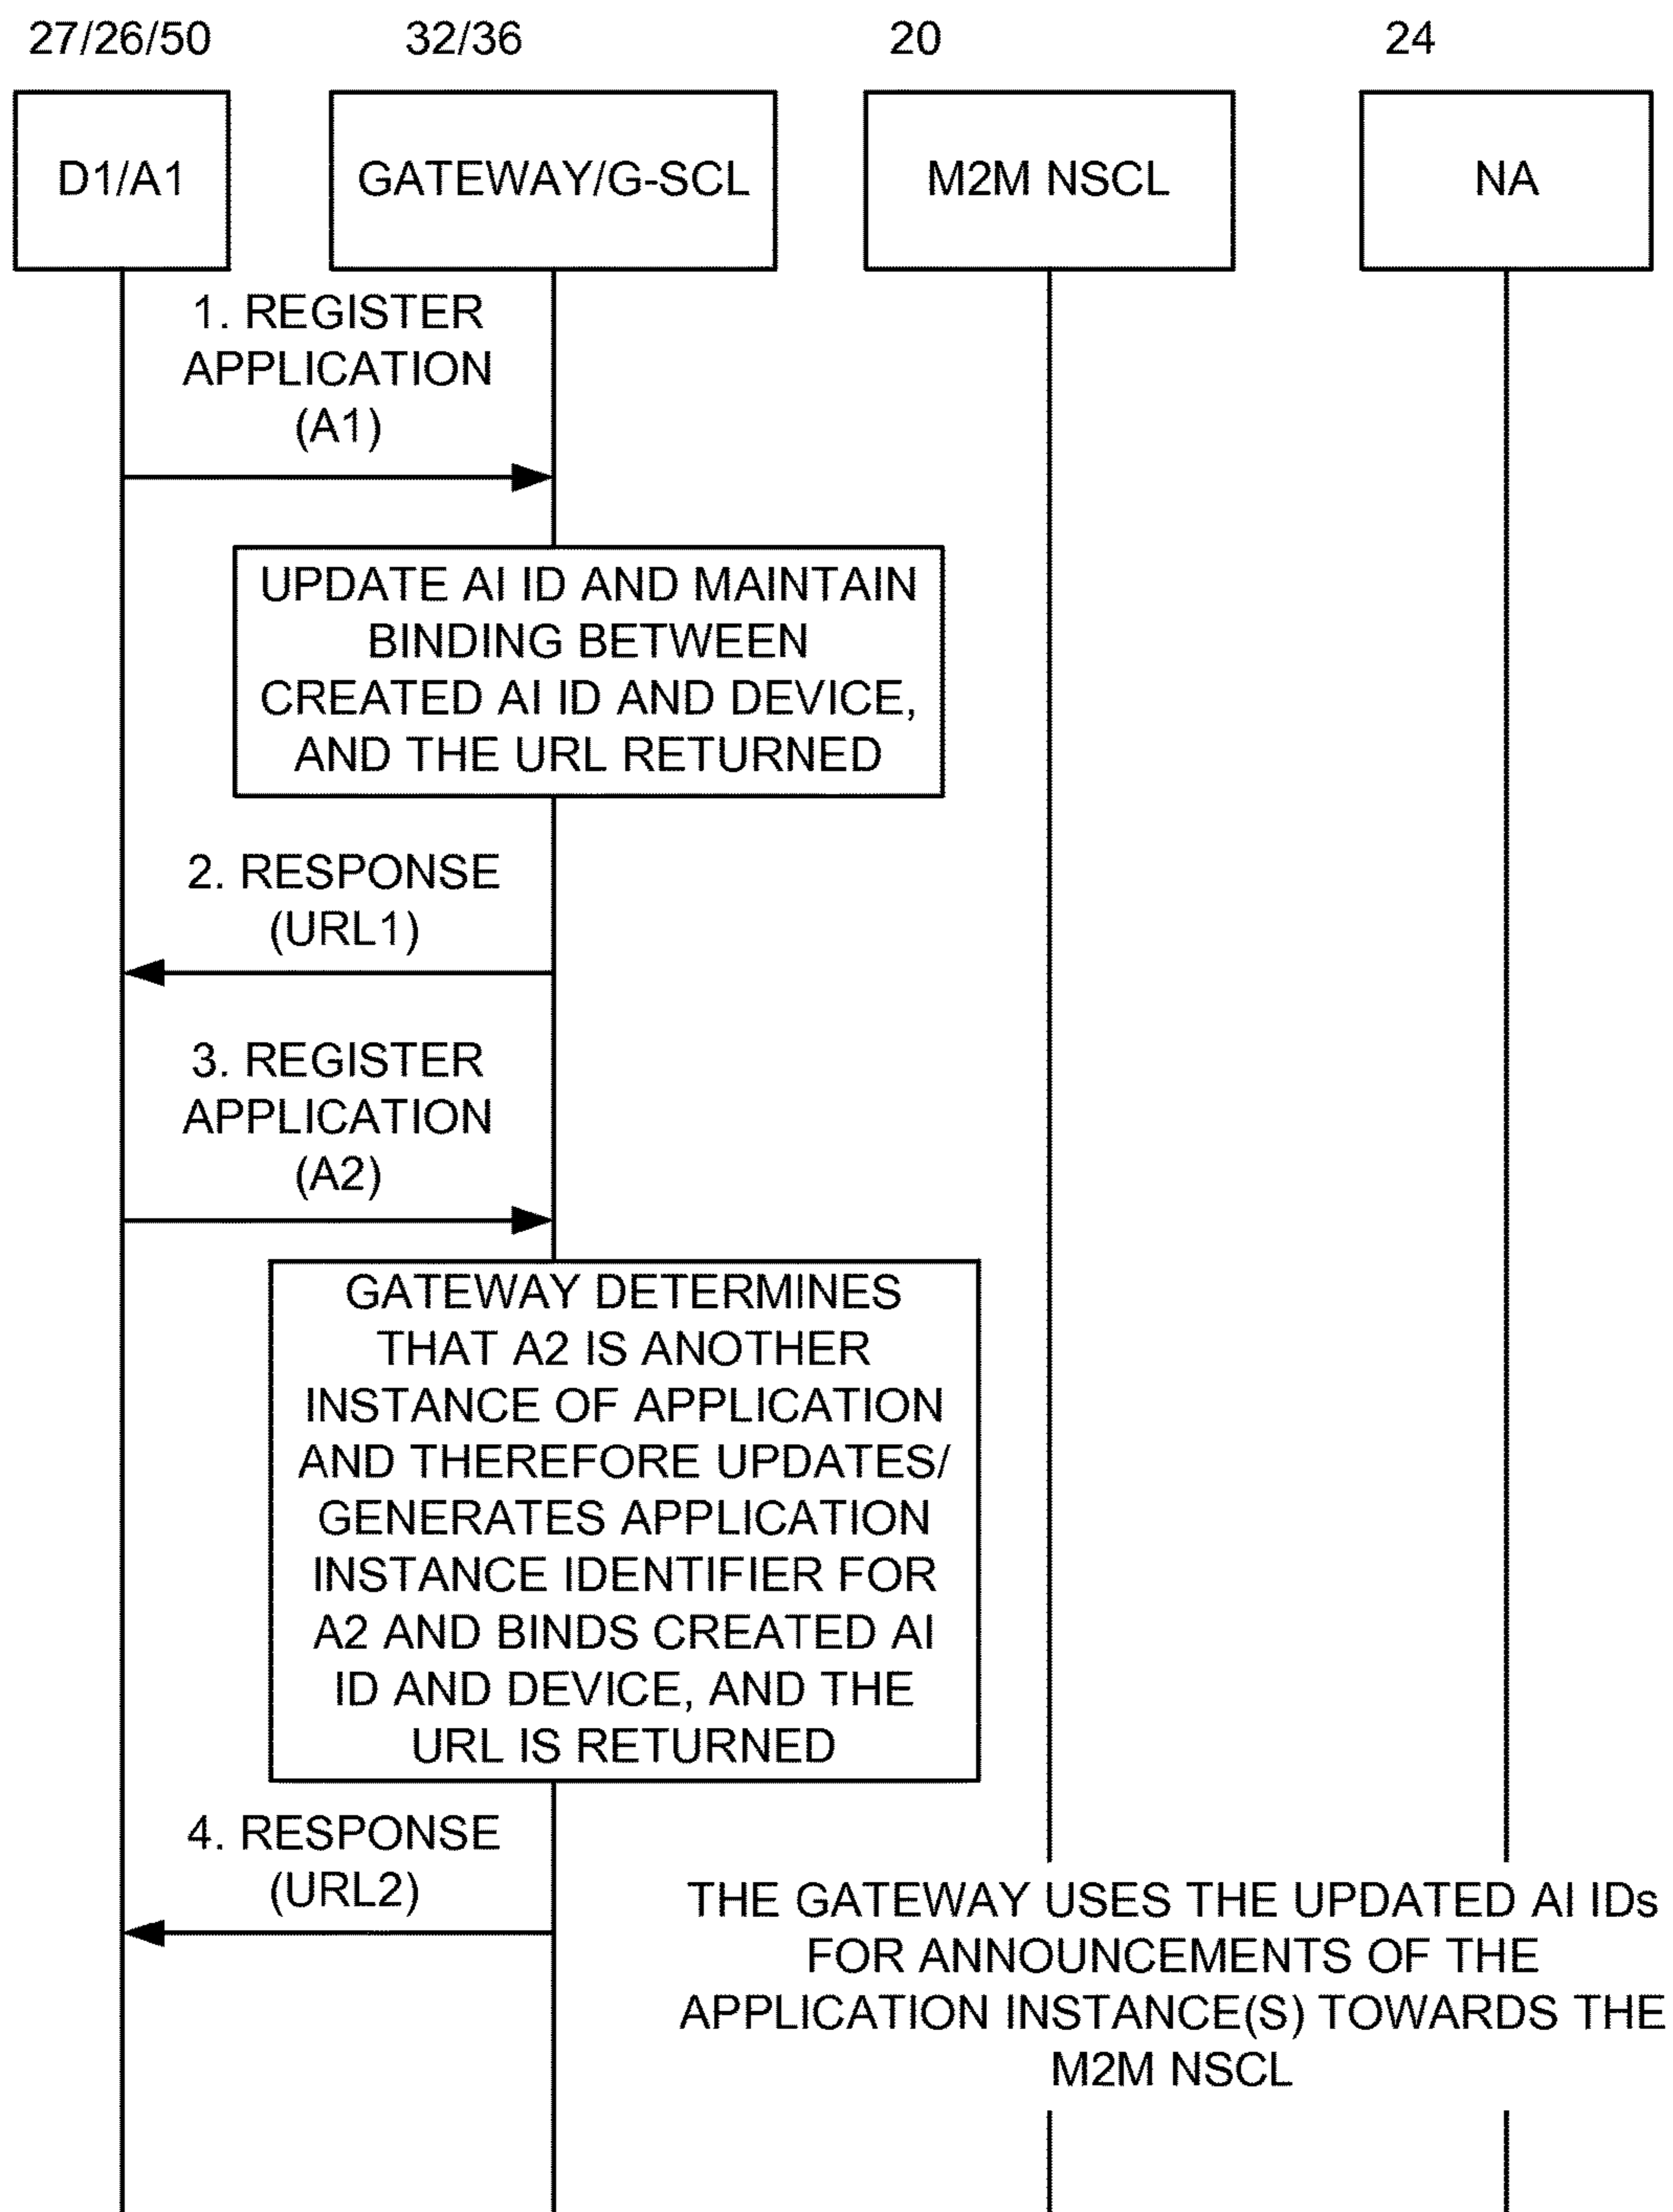 27/26/50 32/36 20 24
D1/A1 GATEWAY/G-SCL M2M NSCL NA
1. REGISTER
APPLICATION
(A1)
UPDATE AI ID AND MAINTAIN
BINDING BETWEEN
CREATED AI ID AND DEVICE,
AND THE URL RETURNED
2. RESPONSE
(URL1)
3. REGISTER
APPLICATION
(A2)
GATEWAY DETERMINES
THAT A2 IS ANOTHER
INSTANCE OF APPLICATION
AND THEREFORE UPDATES/
GENERATES APPLICATION
INSTANCE IDENTIFIER FOR
A2 AND BINDS CREATED AI
ID AND DEVICE, AND THE
URL IS RETURNED
4. RESPONSE
(URL2)
THE GATEWAY USES THE UPDATED AI IDs
FOR ANNOUNCEMENTS OF THE
APPLICATION INSTANCE(S) TOWARDS THE
M2M NSCL